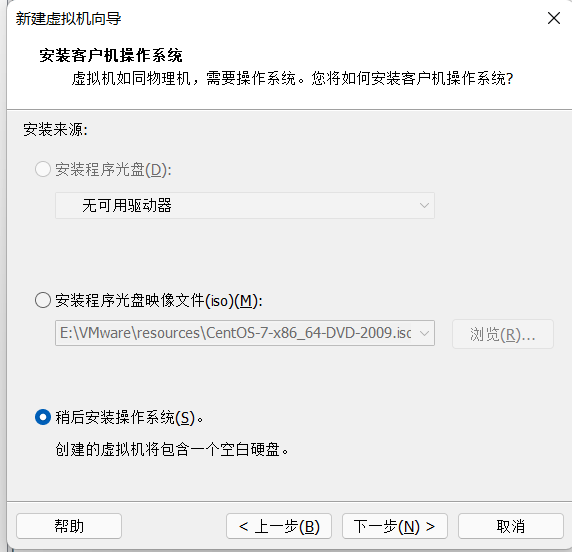 新建虚拟机向导
安装客户机操作系统
虚拟机如同物理机，需要操作系统。您将如何安装客户机操作系统?
安装来源:
安装程序光盘(D):
无可用驱动器
安装程序光盘映像文件(iso)(M):
E:\VMware\resources\CentOS-7-x86_64-DVD-2009.isc
浏览(R)...
稍后安装操作系统(S)。
创建的虚拟机将包含一个空白硬盘。
帮助
< 上一步(B)
下一步(N) >
取消